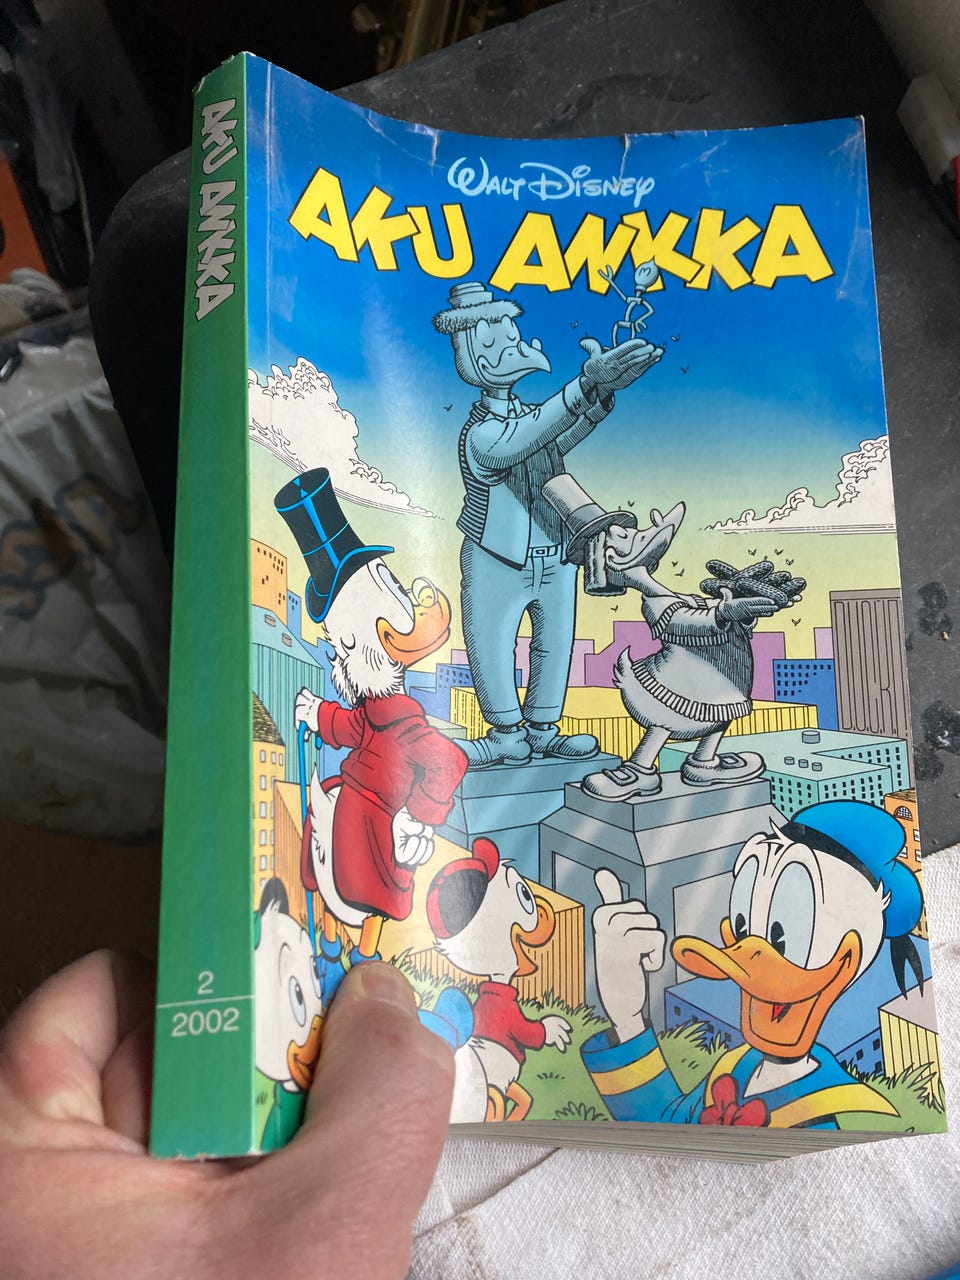 AKU ANKKA
2
2002
WALT DISNEY
AKU ANKKA